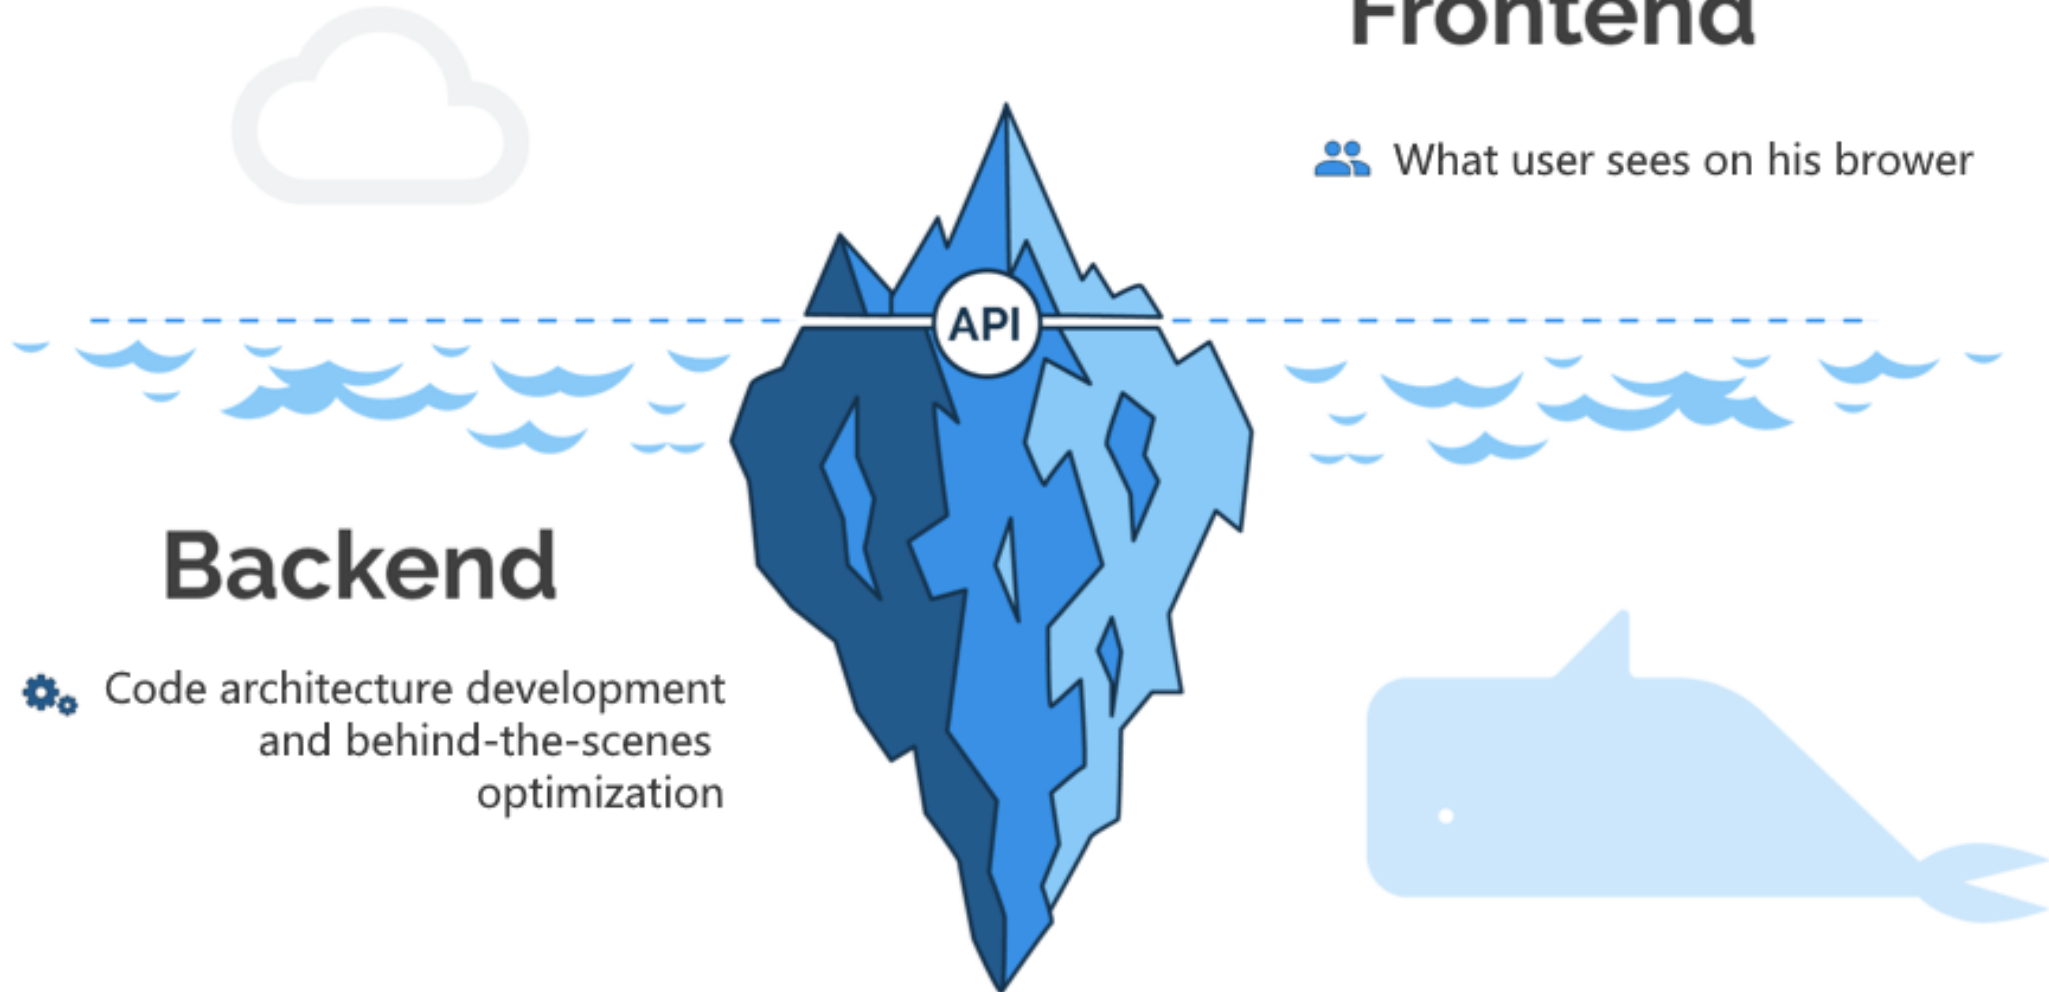 Frontend
What user sees on his brower
API
Backend
Code architecture development
and behind-the-scenes
optimization